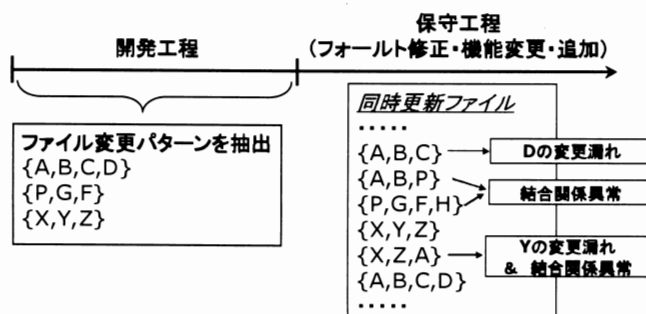 保守工程
開発工程
(フォールト修正・機能変更・追加)
ファイル変更パターンを抽出
{A,B,C,D}
{P,G,F}
{X,Y,Z}
同時更新ファイル
・・・・・
{A,B,C}
{A,B,P}
{P,G,F,H}
{X,Y,Z}
{X,Z,A}
{A,B,C,D}
・・・・・
Dの変更漏れ
結合関係異常
Yの変更漏れ
& 結合関係異常